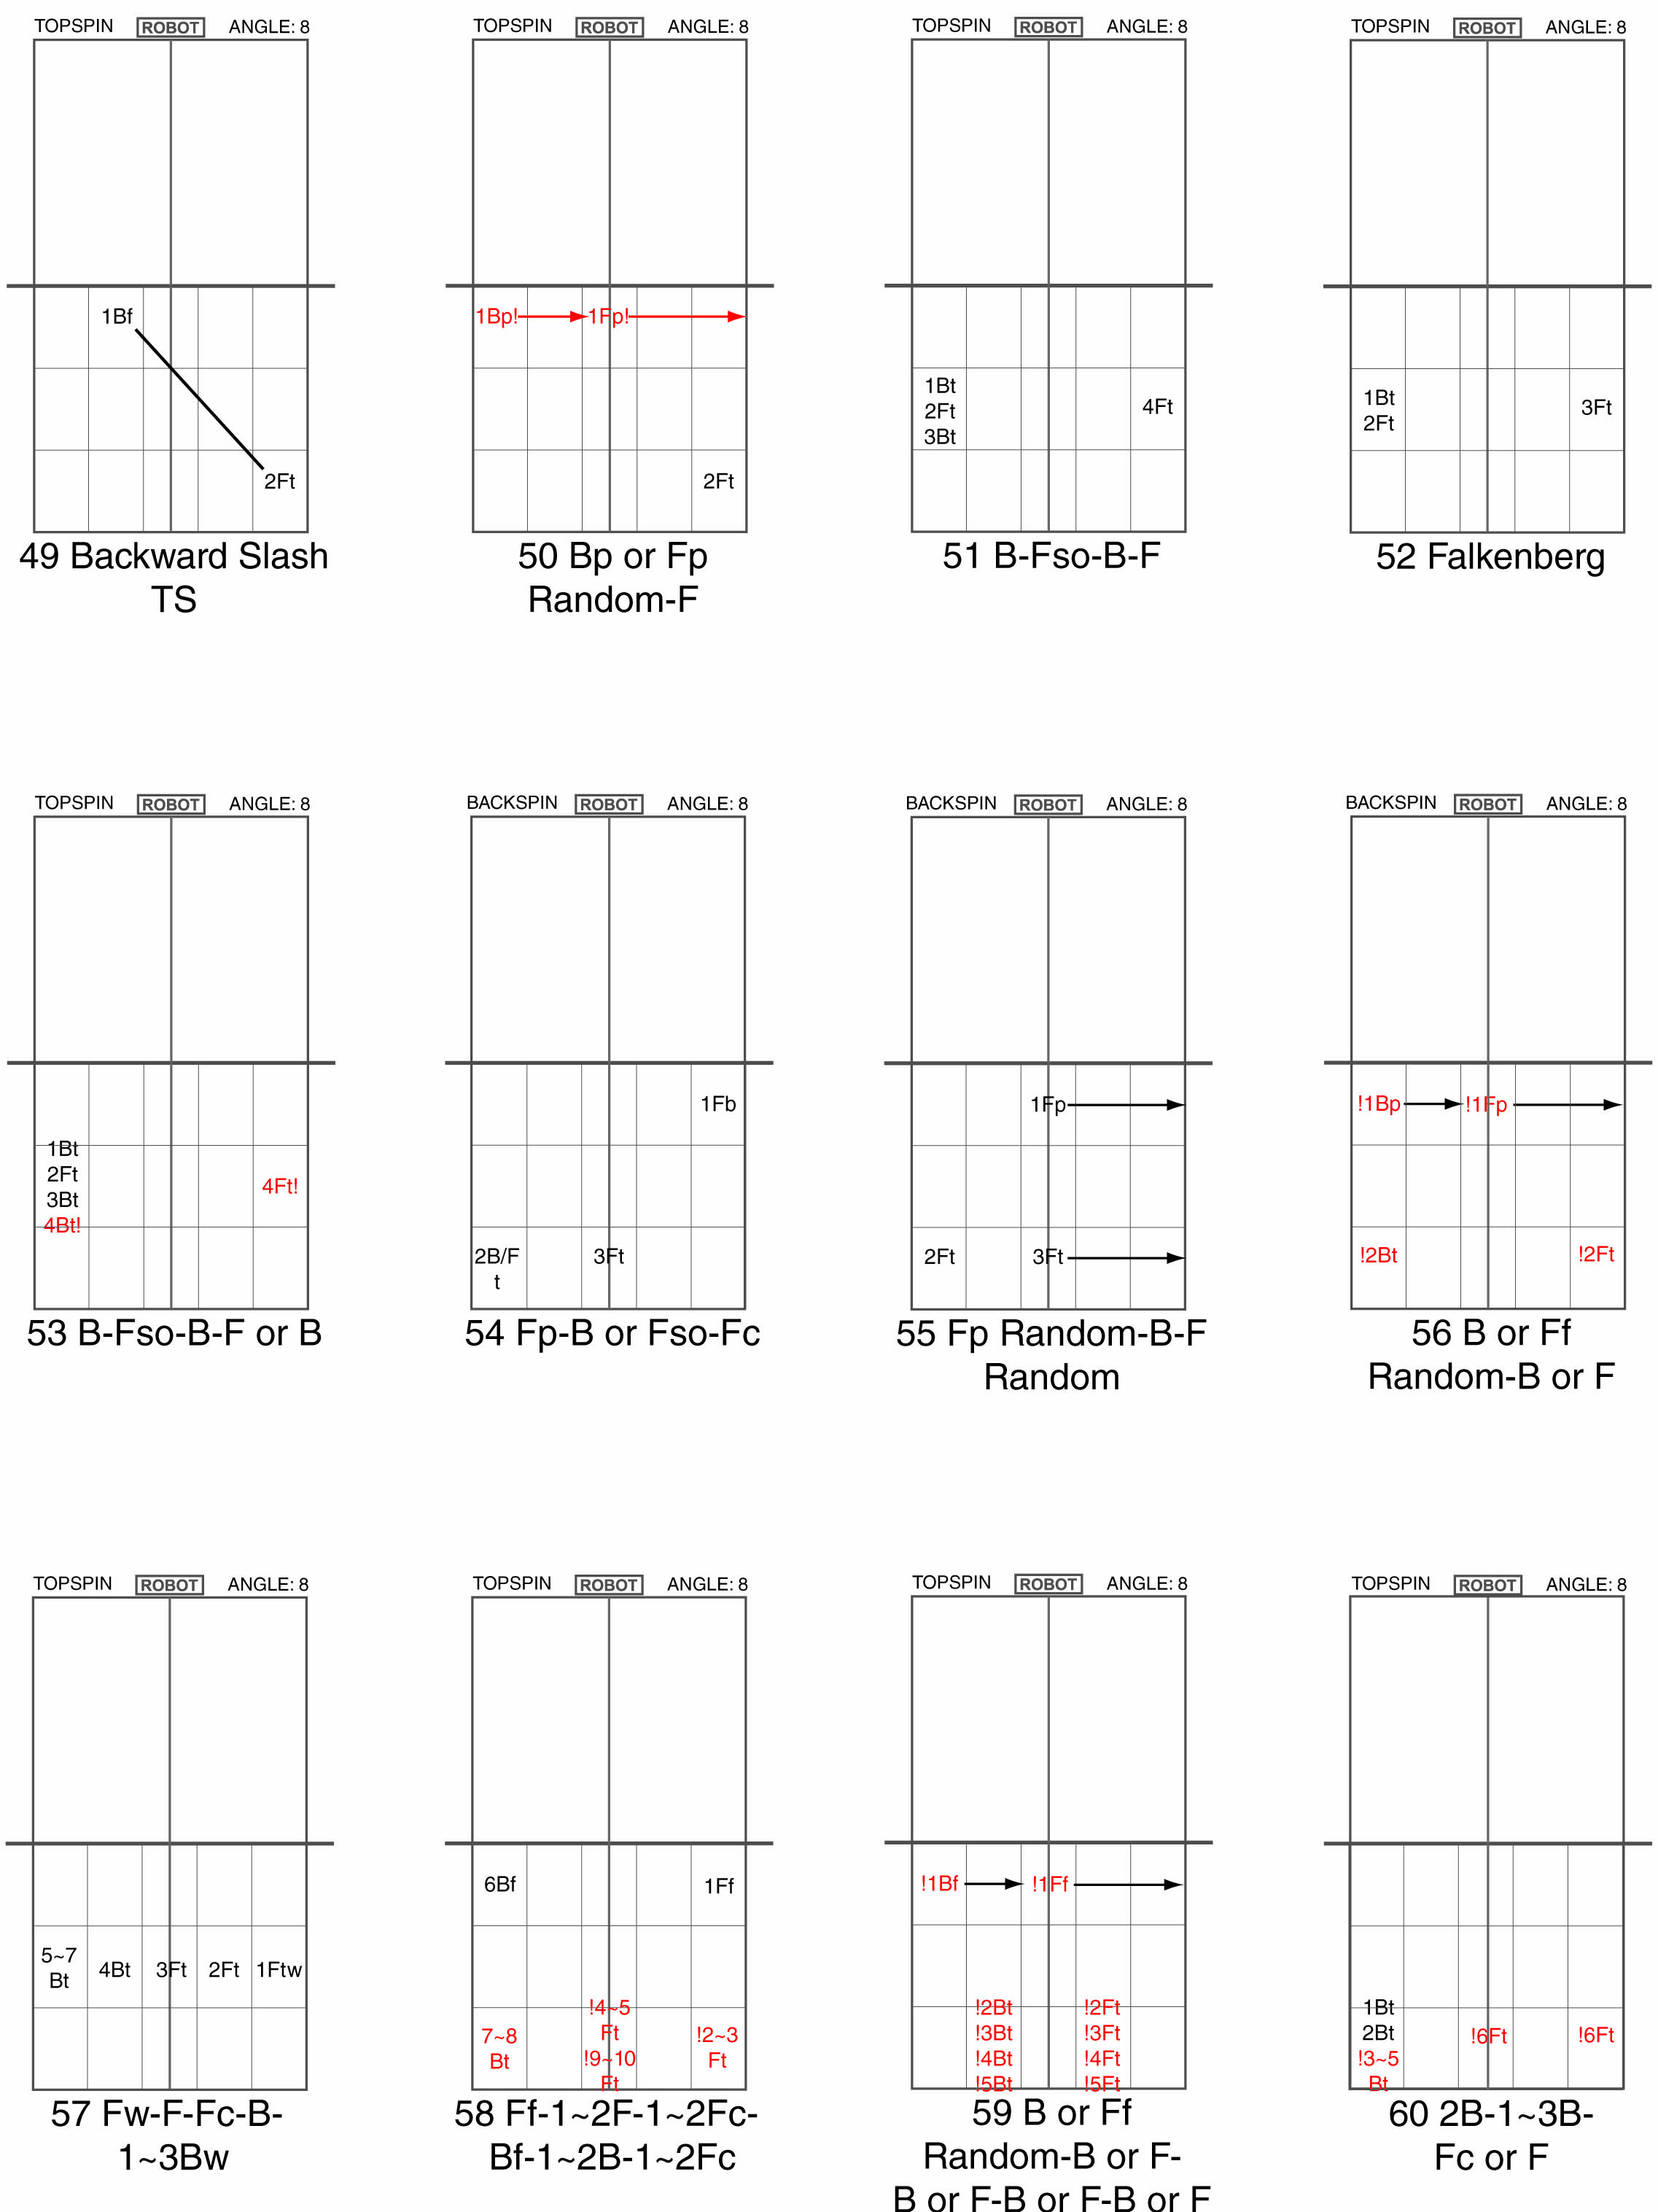 TOPSPIN ROBOT ANGLE: 8
1Bf
2Ft
49 Backward Slash
TS
TOPSPIN ROBOT ANGLE: 8
1Bp! 1Fp!
2Ft
50 Bp or Fp
Random-F
TOPSPIN ROBOT ANGLE: 8
1Bt
2Ft
3Bt
4Ft
51 B-Fso-B-F
TOPSPIN ROBOT ANGLE: 8
1Bt
2Ft
3Ft
52 Falkenberg
TOPSPIN ROBOT ANGLE: 8
1Bt
2Ft
3Bt
4Bt!
4Ft!
53 B-Fso-B-F or B
BACKSPIN ROBOT ANGLE: 8
1Fb
2B/F
t
3Ft
54 Fp-B or Fso-Fc
BACKSPIN ROBOT ANGLE: 8
1Fp
2Ft 3Ft
55 Fp Random-B-F
Random
BACKSPIN ROBOT ANGLE: 8
!1Bp !1Fp
!2Bt !2Ft
56 B or Ff
Random-B or F
TOPSPIN ROBOT ANGLE: 8
5~7
Bt
4Bt 3Ft 2Ft 1Ftw
57 Fw-F-Fc-B-
1~3Bw
TOPSPIN ROBOT ANGLE: 8
6Bf 1Ff
7~8
Bt
!4~5
Ft
!9~10
Ft
!2~3
Ft
58 Ff-1~2F-1~2Fc-
Bf-1~2B-1~2Fc
TOPSPIN ROBOT ANGLE: 8
!1Bf !1Ff
!2Bt !2Ft
!3Bt !3Ft
!4Bt !4Ft
!5Bt !5Ft
59 B or Ff
Random-B or F-
B or F-B or F-B or F
TOPSPIN ROBOT ANGLE: 8
1Bt
2Bt
!3~5
Bt
!6Ft !6Ft
60 2B-1~3B-
Fc or F